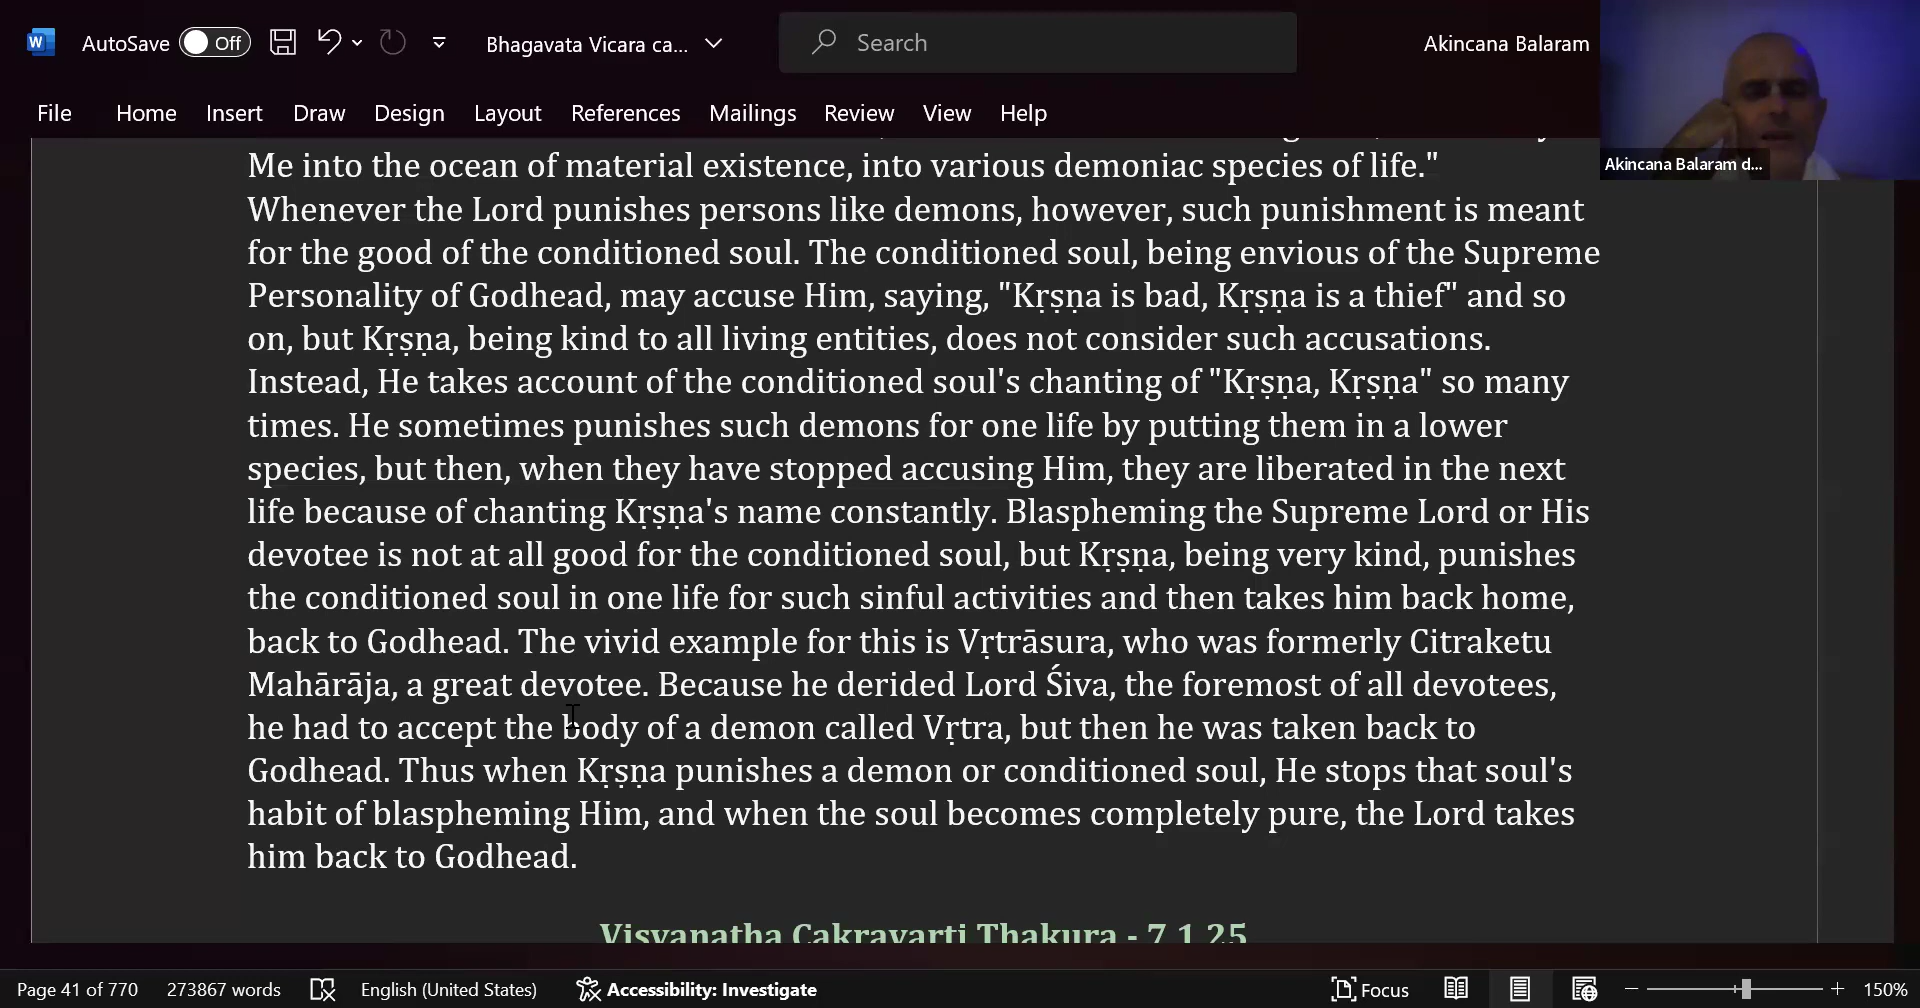 AutoSave Off Bhagavata Vicara ca... Search Akincana Balaram
File Home Insert Draw Design Layout References Mailings Review View Help
Akincana Balaram d...
Me into the ocean of material existence, into various demoniac species of life."
Whenever the Lord punishes persons like demons, however, such punishment is meant
for the good of the conditioned soul. The conditioned soul, being envious of the Supreme
Personality of Godhead, may accuse Him, saying, "Kṛṣṇa is bad, Kṛṣṇa is a thief" and so
on, but Kṛṣṇa, being kind to all living entities, does not consider such accusations.
Instead, He takes account of the conditioned soul's chanting of "Kṛṣṇa, Kṛṣṇa" so many
times. He sometimes punishes such demons for one life by putting them in a lower
species, but then, when they have stopped accusing Him, they are liberated in the next
life because of chanting Kṛṣṇa's name constantly. Blaspheming the Supreme Lord or His
devotee is not at all good for the conditioned soul, but Kṛṣṇa, being very kind, punishes
the conditioned soul in one life for such sinful activities and then takes him back home,
back to Godhead. The vivid example for this is Vṛtrāsura, who was formerly Citraketu
Mahārāja, a great devotee. Because he derided Lord Śiva, the foremost of all devotees,
he had to accept the body of a demon called Vṛtra, but then he was taken back to
Godhead. Thus when Kṛṣṇa punishes a demon or conditioned soul, He stops that soul's
habit of blaspheming Him, and when the soul becomes completely pure, the Lord takes
him back to Godhead.
Visvanatha Cakravarti Thakura - 7.1.25
Page 41 of 770 273867 words English (United States) Accessibility: Investigate Focus 150%